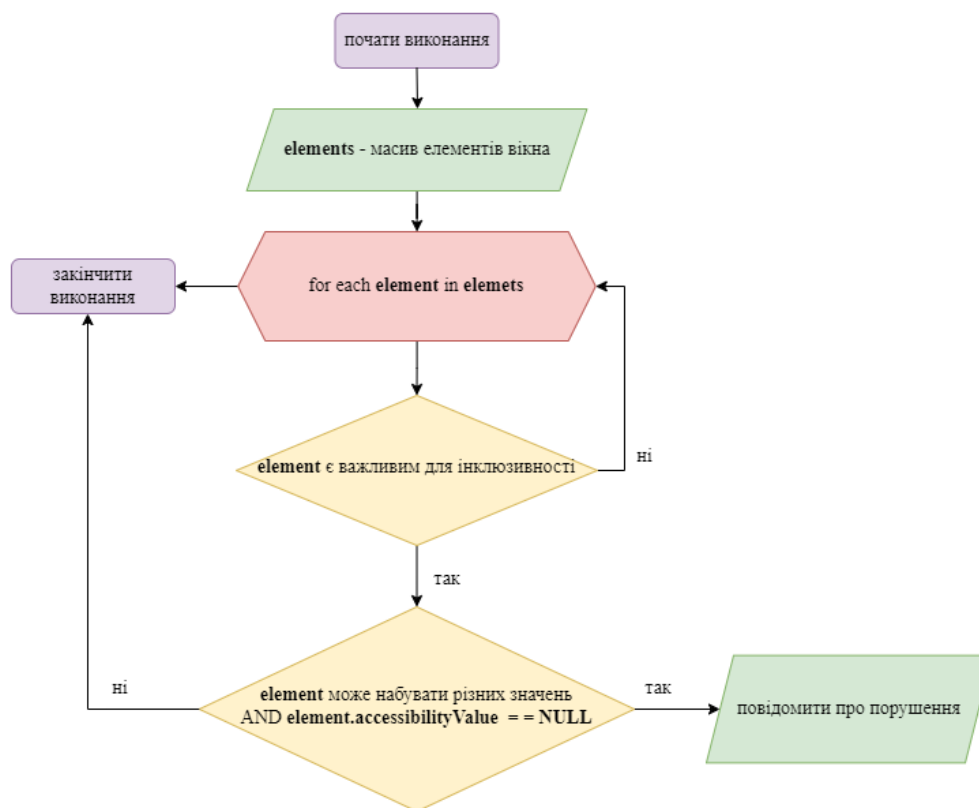 почати виконання
elements - масив елементів вікна
закінчити
виконання
for each element in elemets
element є важливим для інклюзивності
ні
так
ні
element може набувати різних значень
AND element.accessibilityValue = = NULL
так
повідомити про порушення